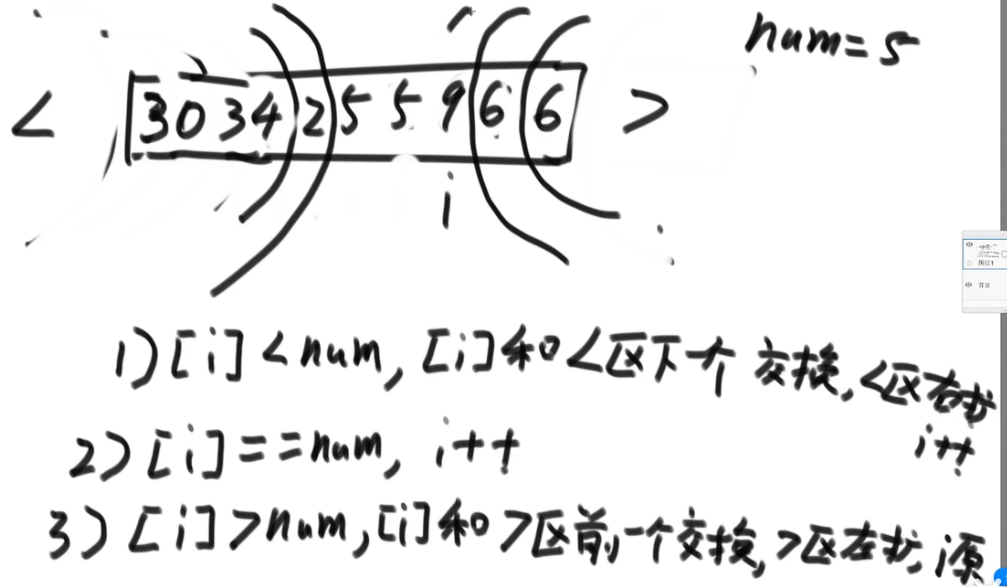 num=5
< 3 0 3 4 2 5 5 9 6 6 >
i
1) [i] < num, [i]和<区下个交换, <区右扩
i++
2) [i] == num, i++
3) [i] > num, [i]和>区前一个交换, >区左扩, i原